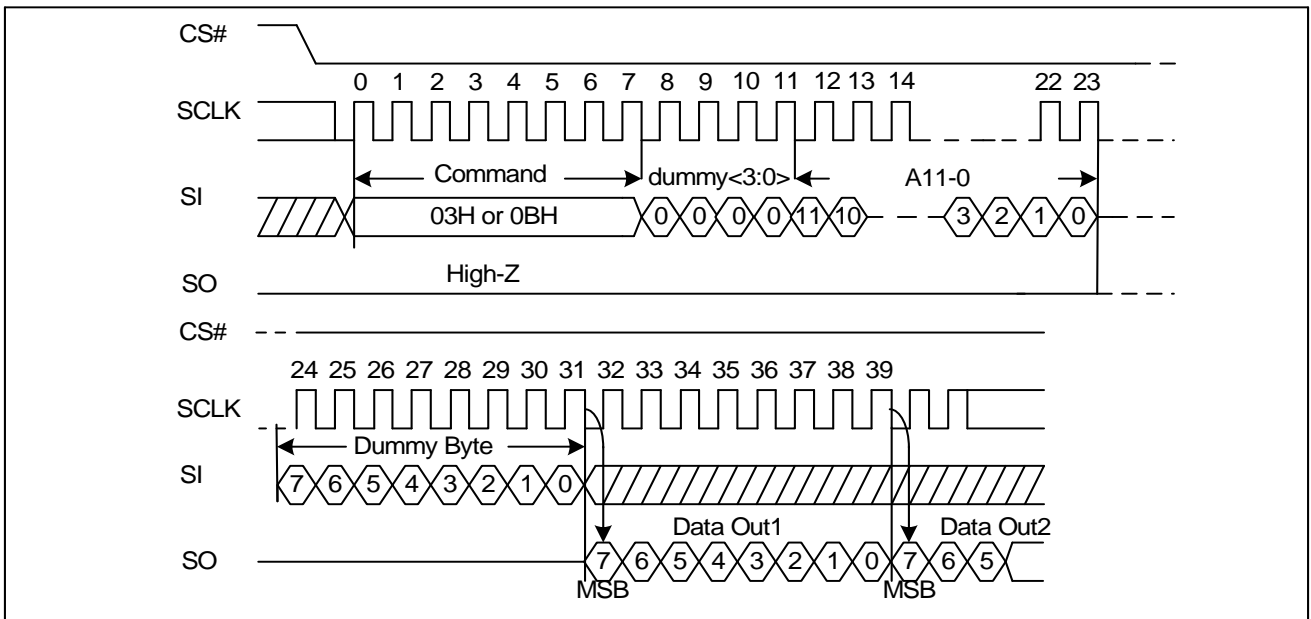 CS#
0 1 2 3 4 5 6 7 8 9 10 11 12 13 14 22 23
SCLK
Command dummy<3:0> A11-0
SI
03H or 0BH 0 0 0 0 11 10 3 2 1 0
High-Z
SO
CS#
24 25 26 27 28 29 30 31 32 33 34 35 36 37 38 39
SCLK
Dummy Byte
SI
7 6 5 4 3 2 1 0
Data Out1 Data Out2
SO
7 6 5 4 3 2 1 0 7 6 5
MSB MSB